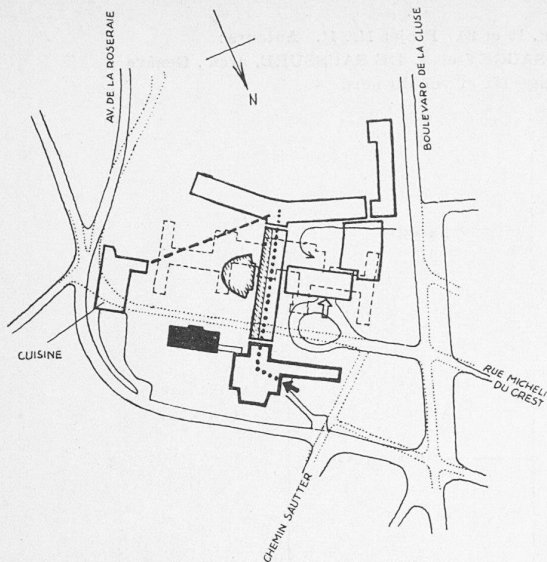 AV. DE LA ROSERAIE
BOULEVARD DE LA CLUSE
N
CUISINE
RUE MICHELI
DU CREST
CHEMIN SAUTTER